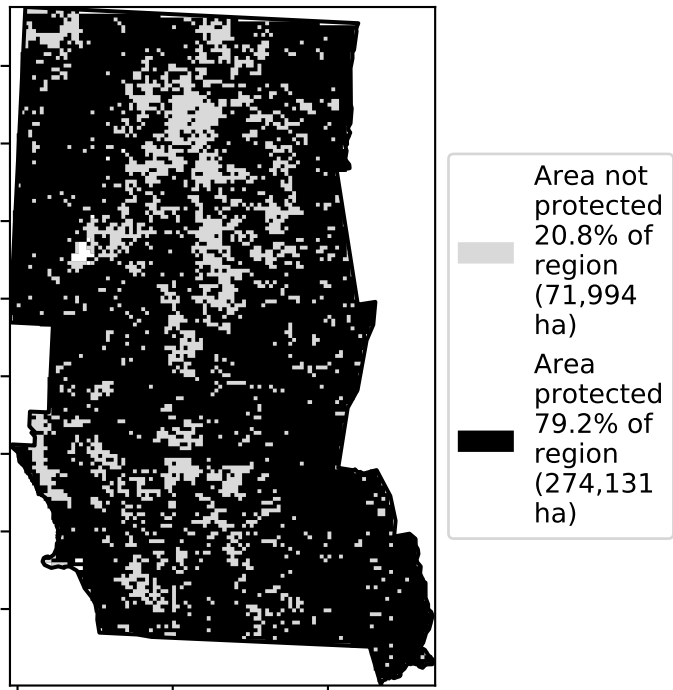 Area not
protected
20.8% of
region
(71,994
ha)
Area
protected
79.2% of
region
(274,131
ha)